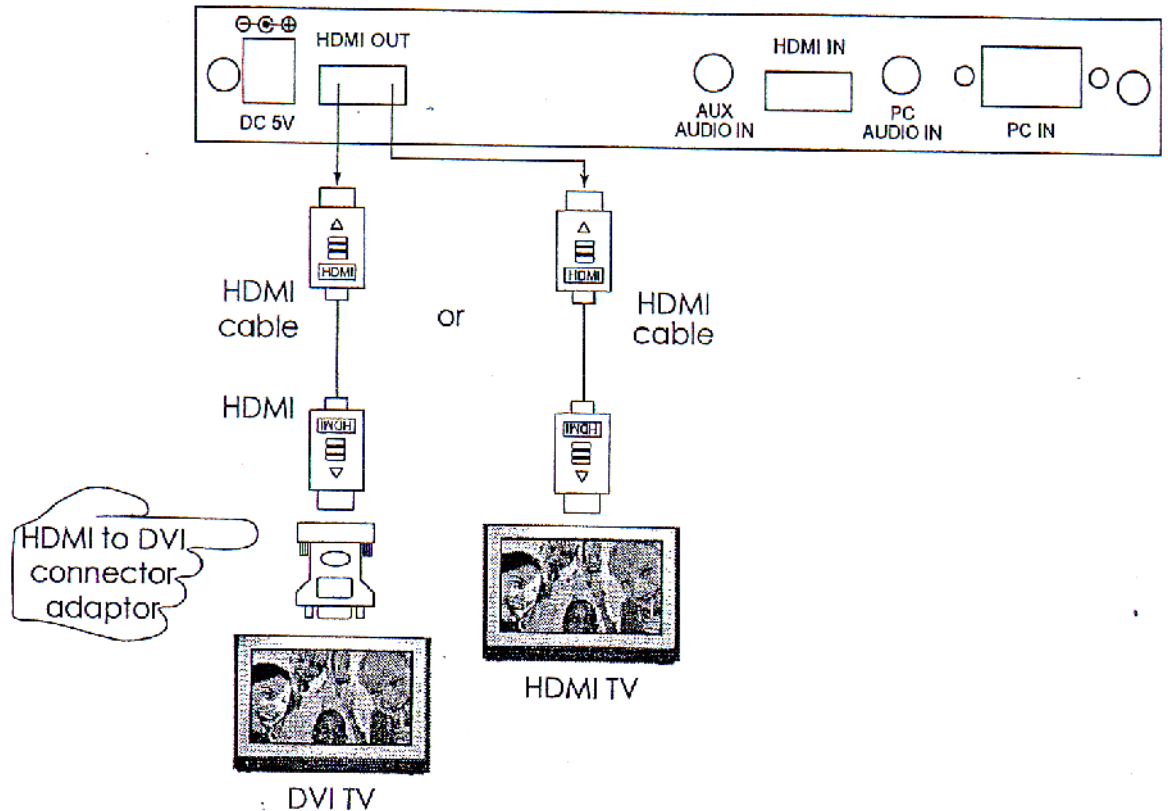 HDMI OUT
DC 5V
AUX
AUDIO IN
HDMI IN
PC
AUDIO IN
PC IN
HDMI
HDMI
HDMI
cable
or
HDMI
cable
HDMI
HDMI
HDMI
HDMI to DVI
connector
adaptor
HDMI TV
DVI TV